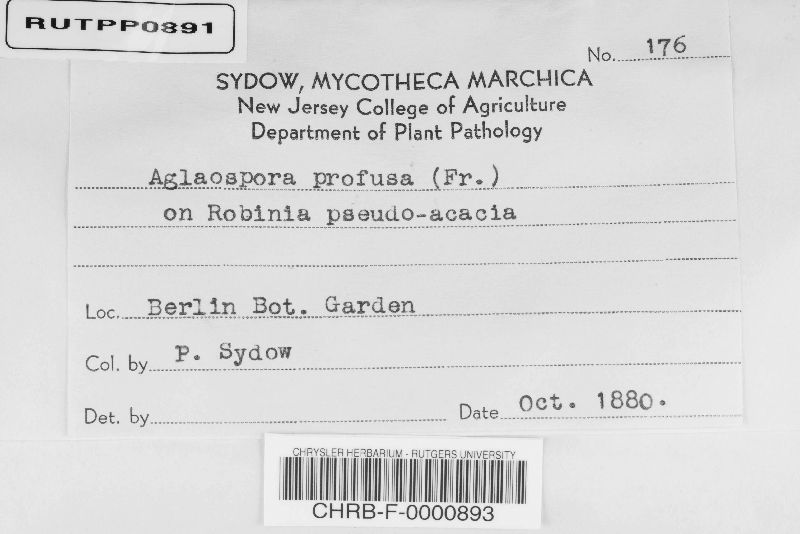 RUTPP0891
No. 176
SYDOW, MYCOTHECA MARCHICA
New Jersey College of Agriculture
Department of Plant Pathology
Aglaospora profusa (Fr.)
on Robinia pseudo-acacia
Loc. Berlin Bot. Garden
Col. by P. Sydow
Det. by Date Oct. 1880.
CHRYSLER HERBARIUM - RUTGERS UNIVERSITY
CHRB-F-0000893